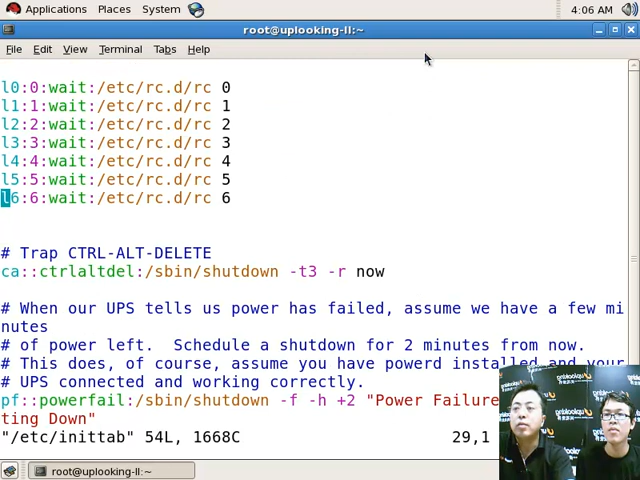 Applications Places System 4:06 AM
root@uplooking-ll:~
File Edit View Terminal Tabs Help
l0:0:wait:/etc/rc.d/rc 0
l1:1:wait:/etc/rc.d/rc 1
l2:2:wait:/etc/rc.d/rc 2
l3:3:wait:/etc/rc.d/rc 3
l4:4:wait:/etc/rc.d/rc 4
l5:5:wait:/etc/rc.d/rc 5
l6:6:wait:/etc/rc.d/rc 6
# Trap CTRL-ALT-DELETE
ca::ctrlaltdel:/sbin/shutdown -t3 -r now
# When our UPS tells us power has failed, assume we have a few mi
nutes
# of power left.  Schedule a shutdown for 2 minutes from now.
# This does, of course, assume you have powerd installed and your
# UPS connected and working correctly.
pf::powerfail:/sbin/shutdown -f -h +2 "Power Failure
ting Down"
"/etc/inittab" 54L, 1668C 29,1
root@uplooking-ll:~